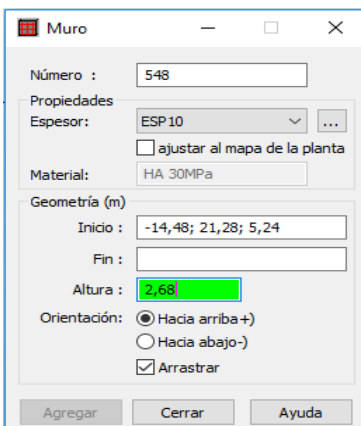 Muro
Número : 548
Propiedades
Espesor: ESP10 ...
ajustar al mapa de la planta
Material: HA 30MPa
Geometría (m)
Inicio : -14,48; 21,28; 5,24
Fin :
Altura : 2,68
Orientación: Hacia arriba+)
Hacia abajo-)
Arrastrar
Agregar Cerrar Ayuda